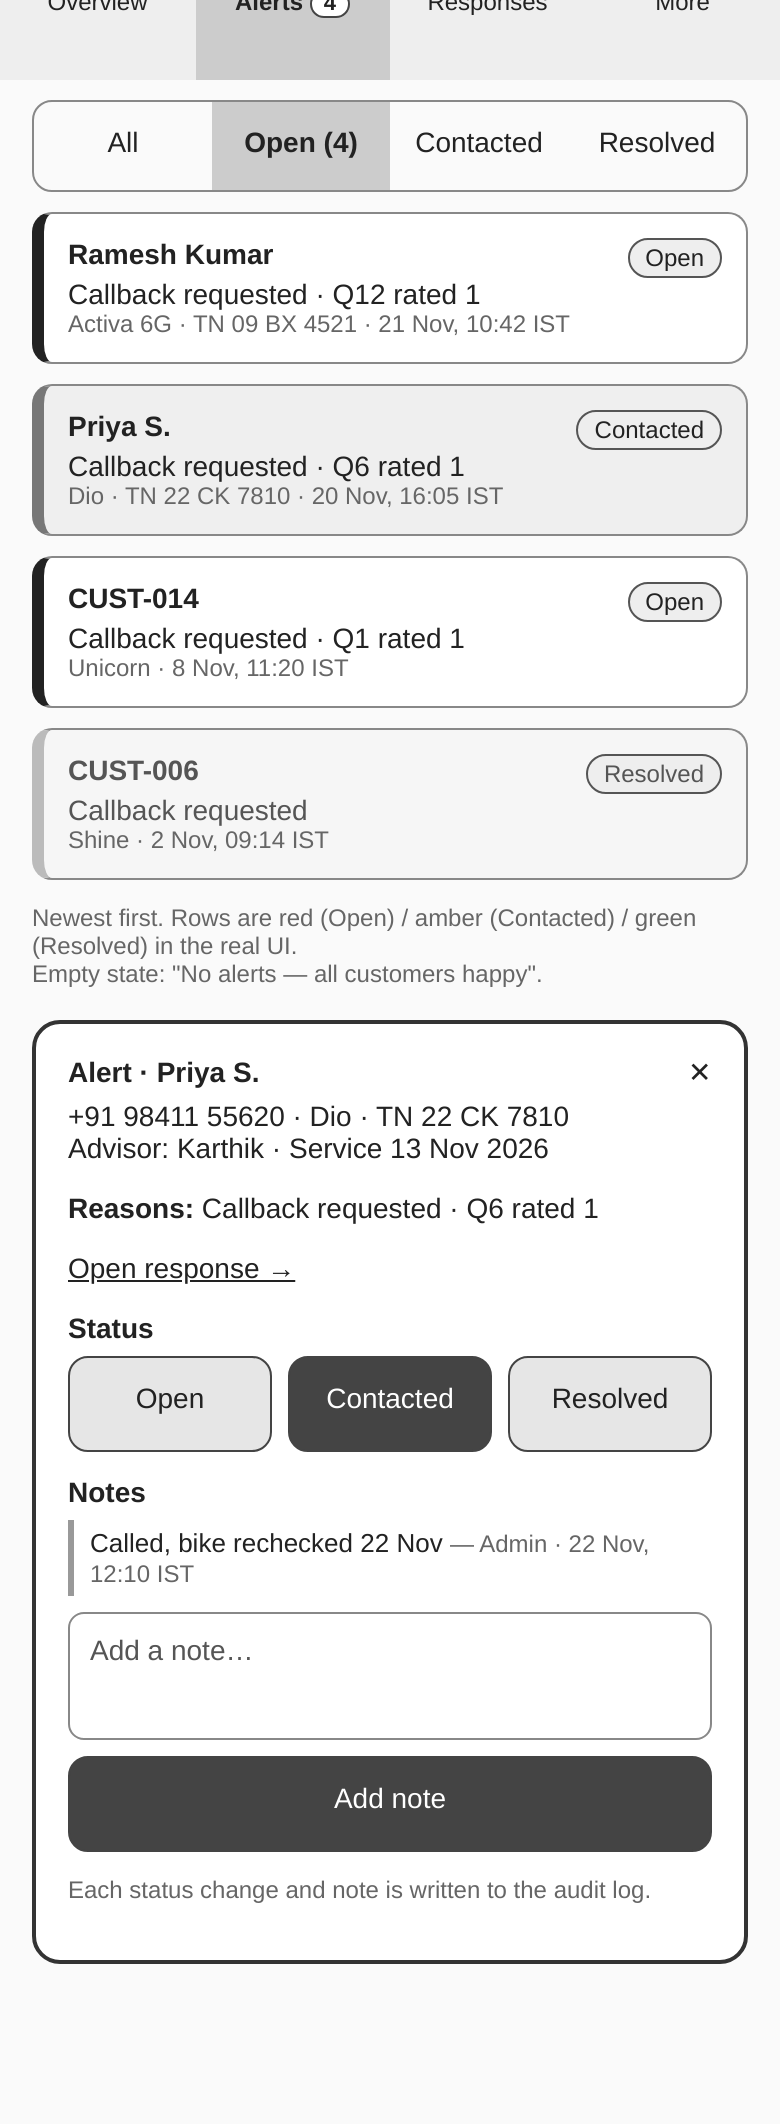 Overview Alerts 4 Responses More
All Open (4) Contacted Resolved
Ramesh Kumar Open
Callback requested · Q12 rated 1
Activa 6G · TN 09 BX 4521 · 21 Nov, 10:42 IST
Priya S. Contacted
Callback requested · Q6 rated 1
Dio · TN 22 CK 7810 · 20 Nov, 16:05 IST
CUST-014 Open
Callback requested · Q1 rated 1
Unicorn · 8 Nov, 11:20 IST
CUST-006 Resolved
Callback requested
Shine · 2 Nov, 09:14 IST
Newest first. Rows are red (Open) / amber (Contacted) / green
(Resolved) in the real UI.
Empty state: "No alerts — all customers happy".
Alert · Priya S. ✕
+91 98411 55620 · Dio · TN 22 CK 7810
Advisor: Karthik · Service 13 Nov 2026
Reasons: Callback requested · Q6 rated 1
Open response →
Status
Open Contacted Resolved
Notes
Called, bike rechecked 22 Nov — Admin · 22 Nov,
12:10 IST
Add a note…
Add note
Each status change and note is written to the audit log.